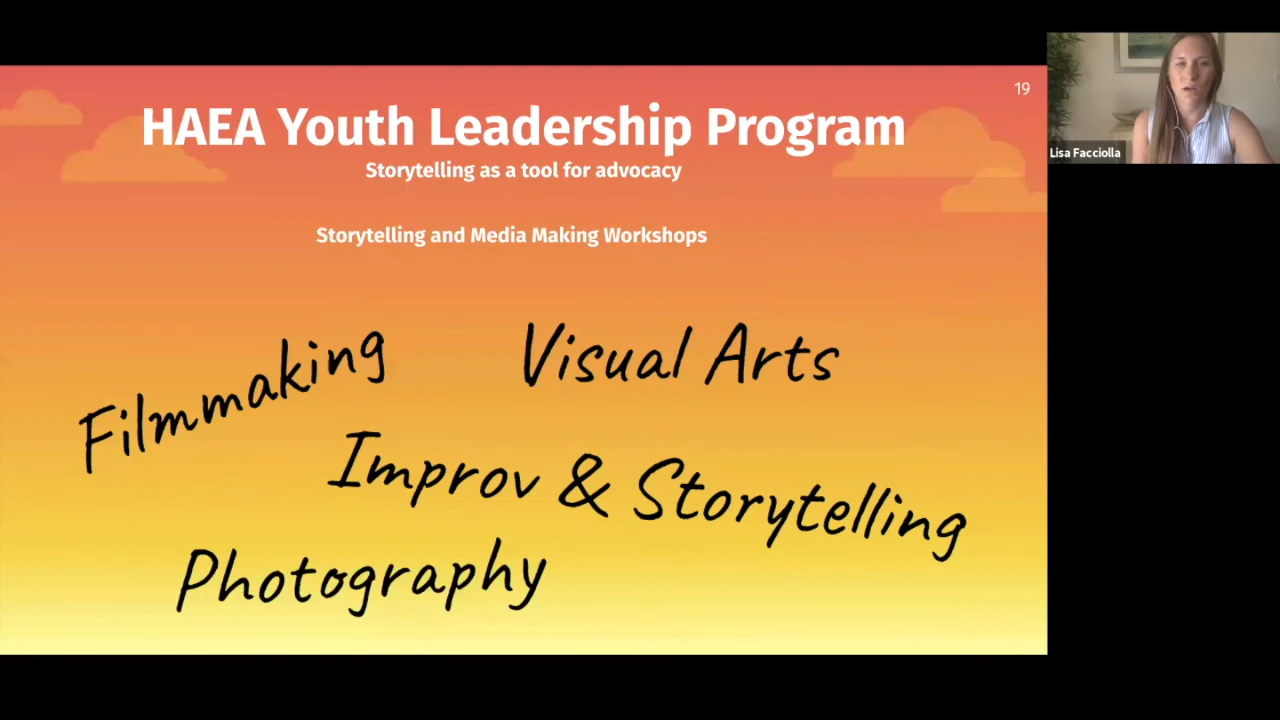 19
HAEA Youth Leadership Program
Storytelling as a tool for advocacy
Storytelling and Media Making Workshops
Filmmaking
Visual Arts
Improv & Storytelling
Photography
Lisa Facciolla